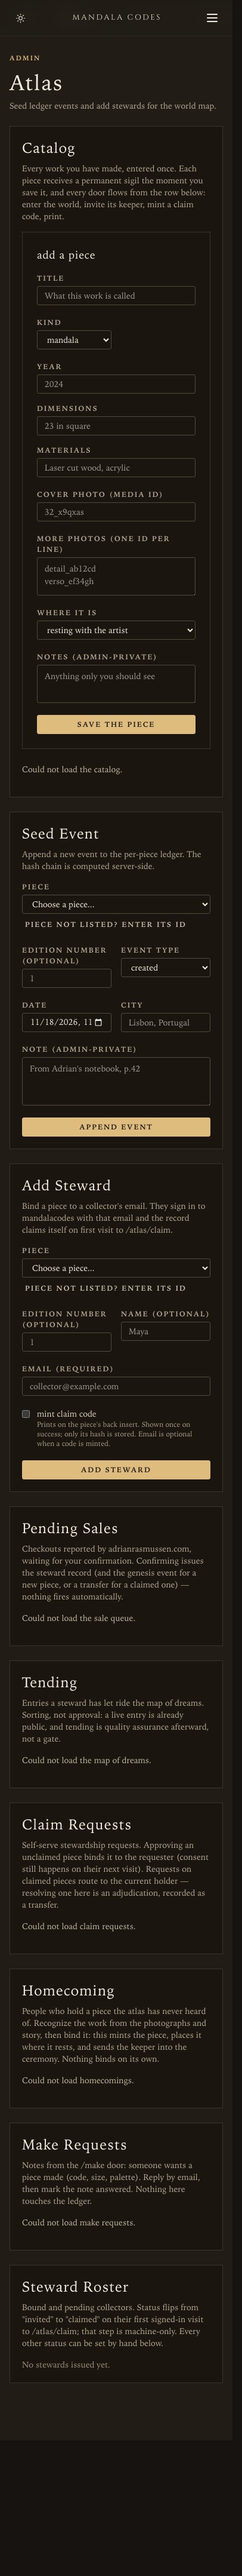 MANDALA CODES
ADMIN
Atlas
Seed ledger events and add stewards for the world map.
Catalog
Every work you have made, entered once. Each
piece receives a permanent sigil the moment you
save it, and every door flows from the row below:
enter the world, invite its keeper, mint a claim
code, print.
add a piece
TITLE
What this work is called
KIND
mandala
YEAR
2024
DIMENSIONS
23 in square
MATERIALS
Laser cut wood, acrylic
COVER PHOTO (MEDIA ID)
32_x9qxas
MORE PHOTOS (ONE ID PER
LINE)
detail_ab12cd
verso_ef34gh
WHERE IT IS
resting with the artist
NOTES (ADMIN-PRIVATE)
Anything only you should see
SAVE THE PIECE
Could not load the catalog.
Seed Event
Append a new event to the per-piece ledger. The
hash chain is computed server-side.
PIECE
Choose a piece...
PIECE NOT LISTED? ENTER ITS ID
EDITION NUMBER
(OPTIONAL)
1
EVENT TYPE
created
DATE
11/18/2026, 11
CITY
Lisbon, Portugal
NOTE (ADMIN-PRIVATE)
From Adrian's notebook, p.42
APPEND EVENT
Add Steward
Bind a piece to a collector's email. They sign in to
mandalacodes with that email and the record
claims itself on first visit to /atlas/claim.
PIECE
Choose a piece...
PIECE NOT LISTED? ENTER ITS ID
EDITION NUMBER
(OPTIONAL)
1
NAME (OPTIONAL)
Maya
EMAIL (REQUIRED)
collector@example.com
mint claim code
Prints on the piece's back insert. Shown once on
success; only its hash is stored. Email is optional
when a code is minted.
ADD STEWARD
Pending Sales
Checkouts reported by adrianrasmussen.com,
waiting for your confirmation. Confirming issues
the steward record (and the genesis event for a
new piece, or a transfer for a claimed one) —
nothing fires automatically.
Could not load the sale queue.
Tending
Entries a steward has let ride the map of dreams.
Sorting, not approval: a live entry is already
public, and tending is quality assurance afterward,
not a gate.
Could not load the map of dreams.
Claim Requests
Self-serve stewardship requests. Approving an
unclaimed piece binds it to the requester (consent
still happens on their next visit). Requests on
claimed pieces route to the current holder —
resolving one here is an adjudication, recorded as
a transfer.
Could not load claim requests.
Homecoming
People who hold a piece the atlas has never heard
of. Recognize the work from the photographs and
story, then bind it: this mints the piece, places it
where it rests, and sends the keeper into the
ceremony. Nothing binds on its own.
Could not load homecomings.
Make Requests
Notes from the /make door: someone wants a
piece made (code, size, palette). Reply by email,
then mark the note answered. Nothing here
touches the ledger.
Could not load make requests.
Steward Roster
Bound and pending collectors. Status flips from
"invited" to "claimed" on their first signed-in visit
to /atlas/claim; that step is machine-only. Every
other status can be set by hand below.
No stewards issued yet.